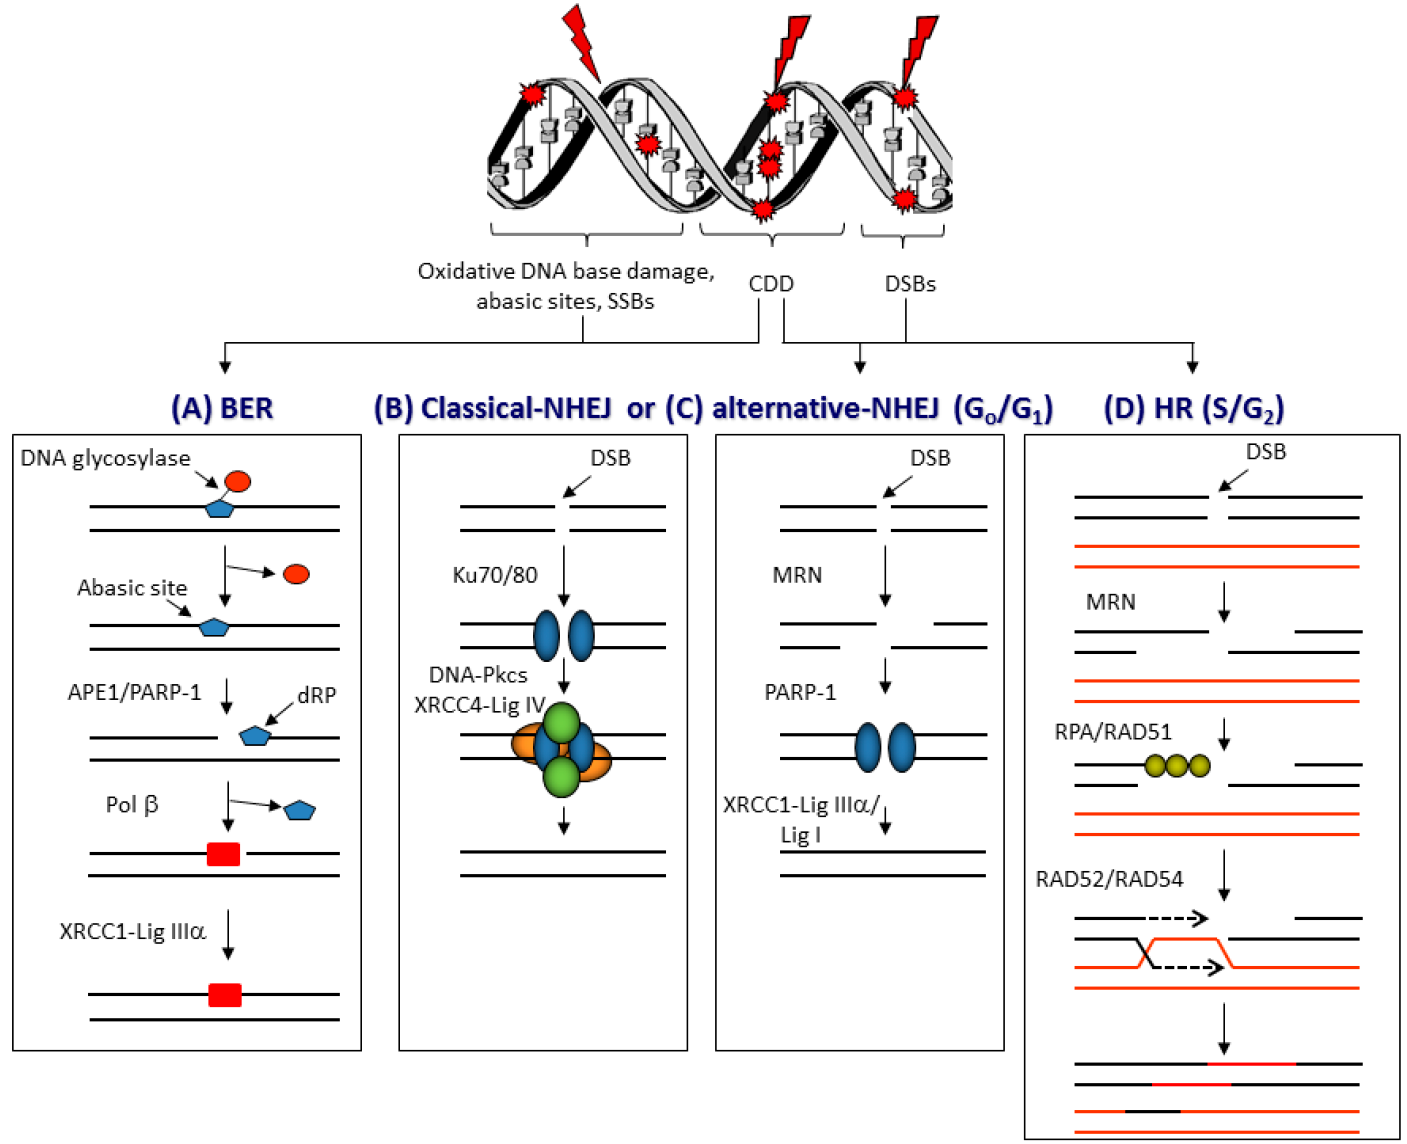 Oxidative DNA base damage,
abasic sites, SSBs
CDD
DSBs
(A) BER
(B) Classical-NHEJ or (C) alternative-NHEJ (Go/G1)
(D) HR (S/G2)
DNA glycosylase
Abasic site
APE1/PARP-1
dRP
Pol β
XRCC1-Lig IIIα
DSB
Ku70/80
DNA-Pkcs
XRCC4-Lig IV
DSB
MRN
PARP-1
XRCC1-Lig IIIα/
Lig I
DSB
MRN
RPA/RAD51
RAD52/RAD54